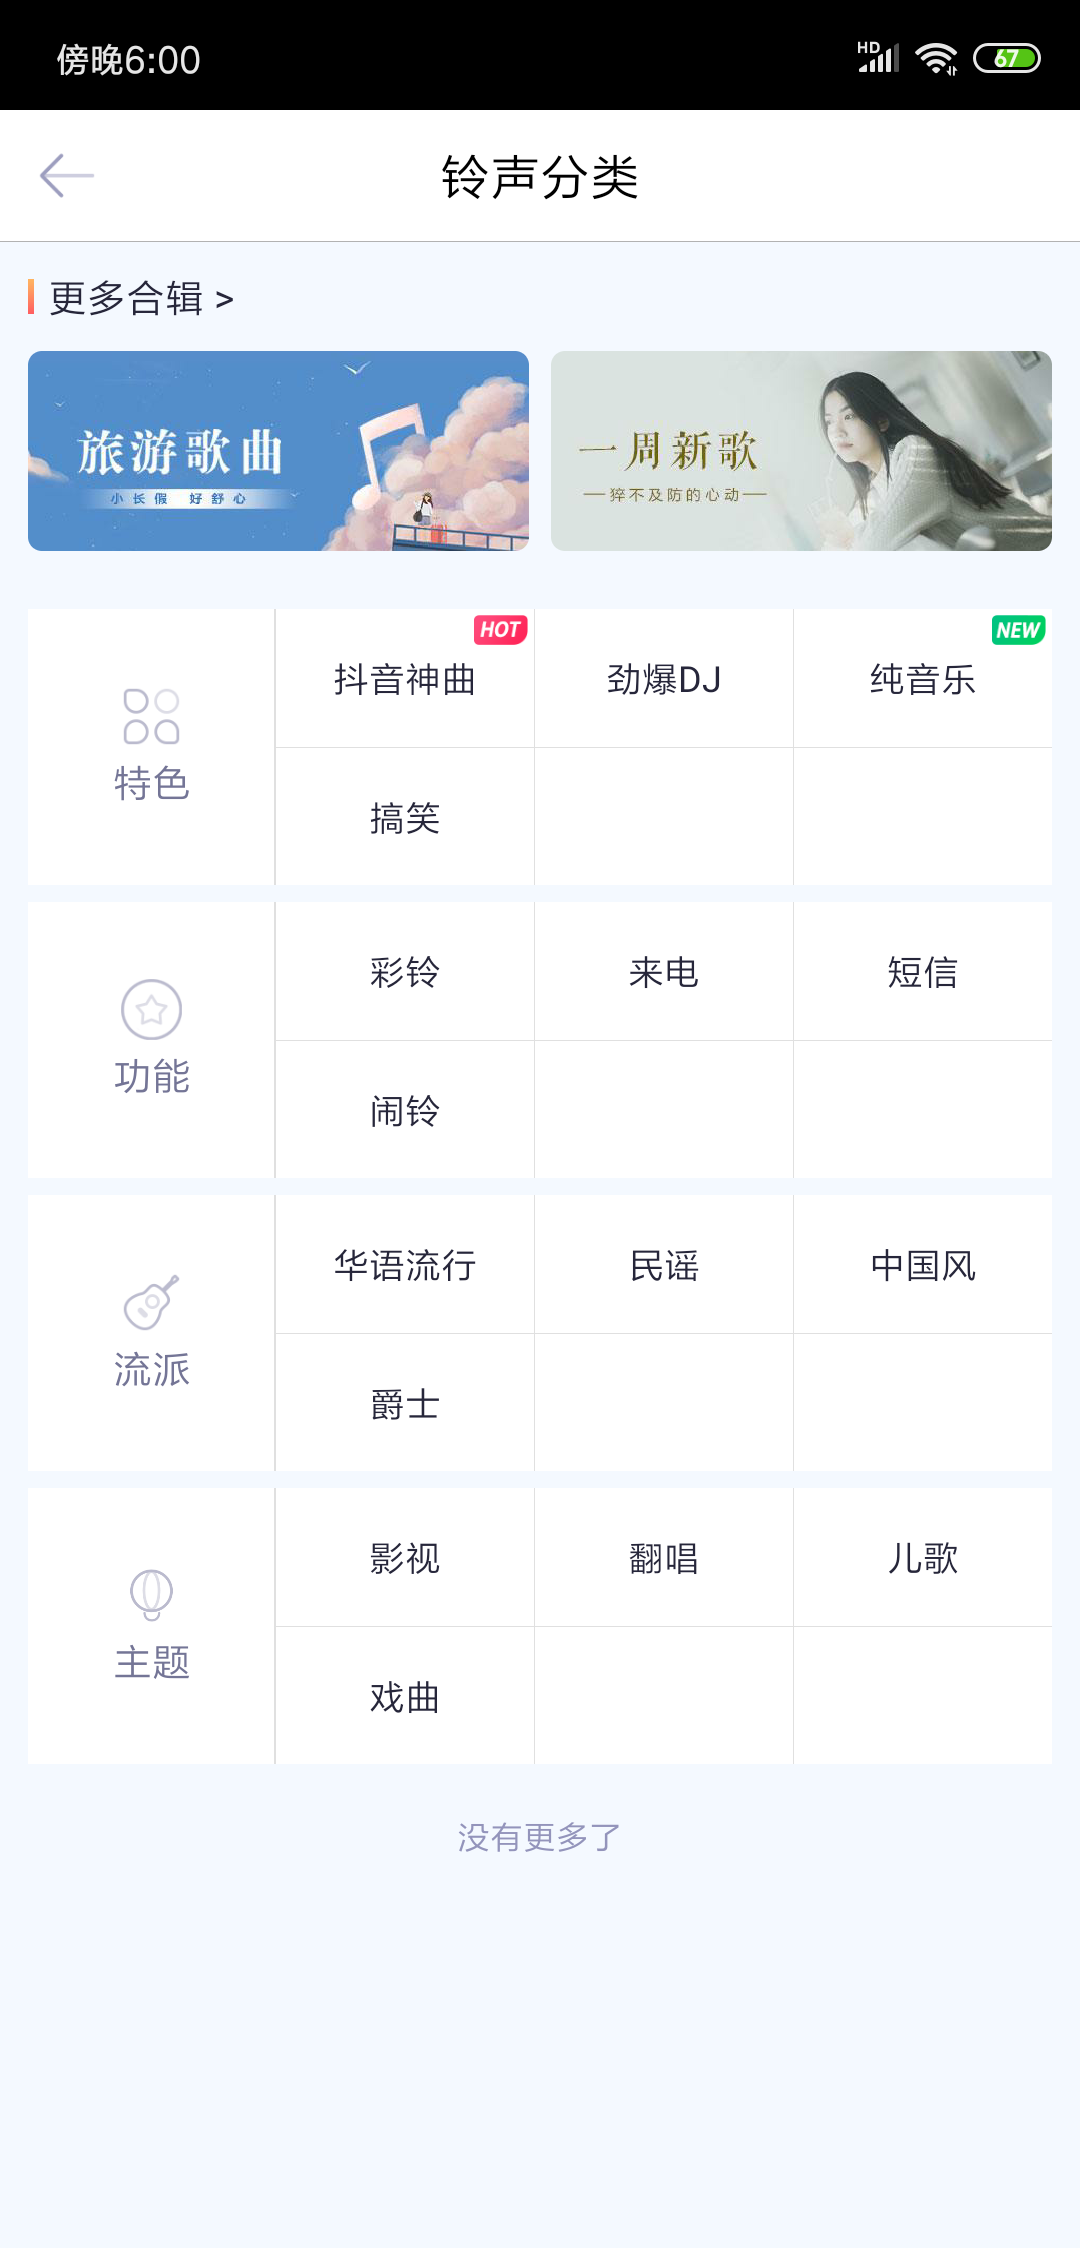 傍晚6:00
HD
67
铃声分类
更多合辑 >
旅游歌曲
小长假 好舒心
一周新歌
—猝不及防的心动—
HOT
NEW
抖音神曲 劲爆DJ 纯音乐
特色
搞笑
彩铃 来电 短信
功能
闹铃
华语流行 民谣 中国风
流派
爵士
影视 翻唱 儿歌
主题
戏曲
没有更多了